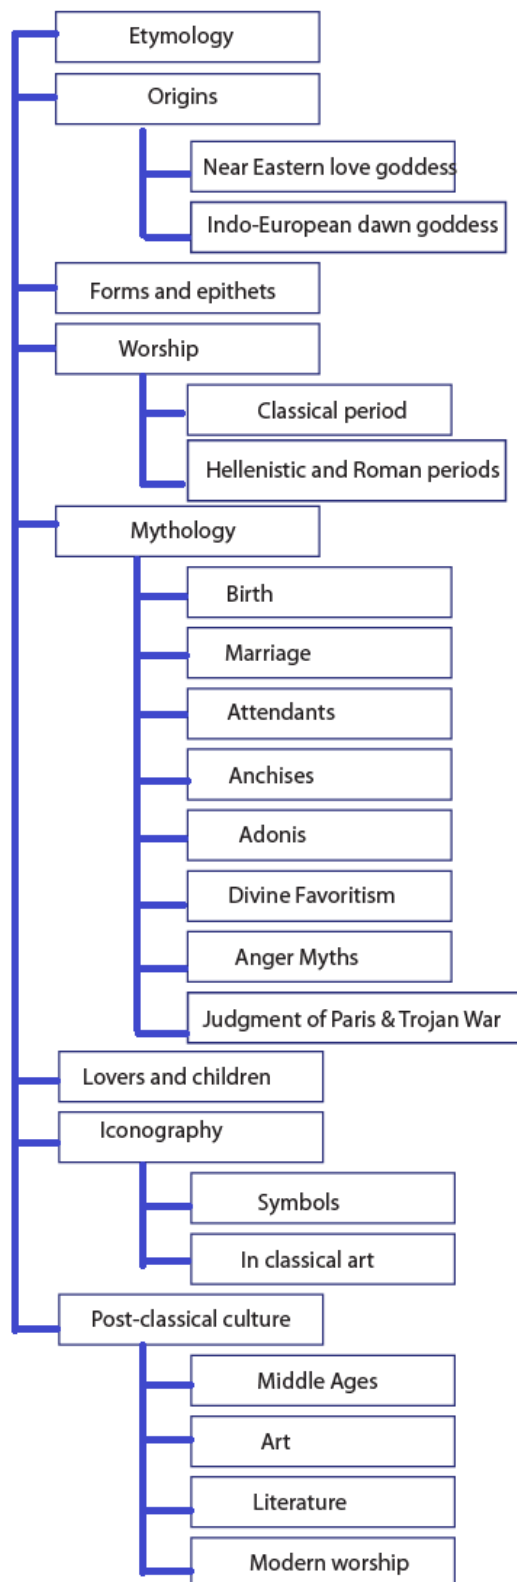 Etymology
Origins
Near Eastern love goddess
Indo-European dawn goddess
Forms and epithets
Worship
Classical period
Hellenistic and Roman periods
Mythology
Birth
Marriage
Attendants
Anchises
Adonis
Divine Favoritism
Anger Myths
Judgment of Paris & Trojan War
Lovers and children
Iconography
Symbols
In classical art
Post-classical culture
Middle Ages
Art
Literature
Modern worship